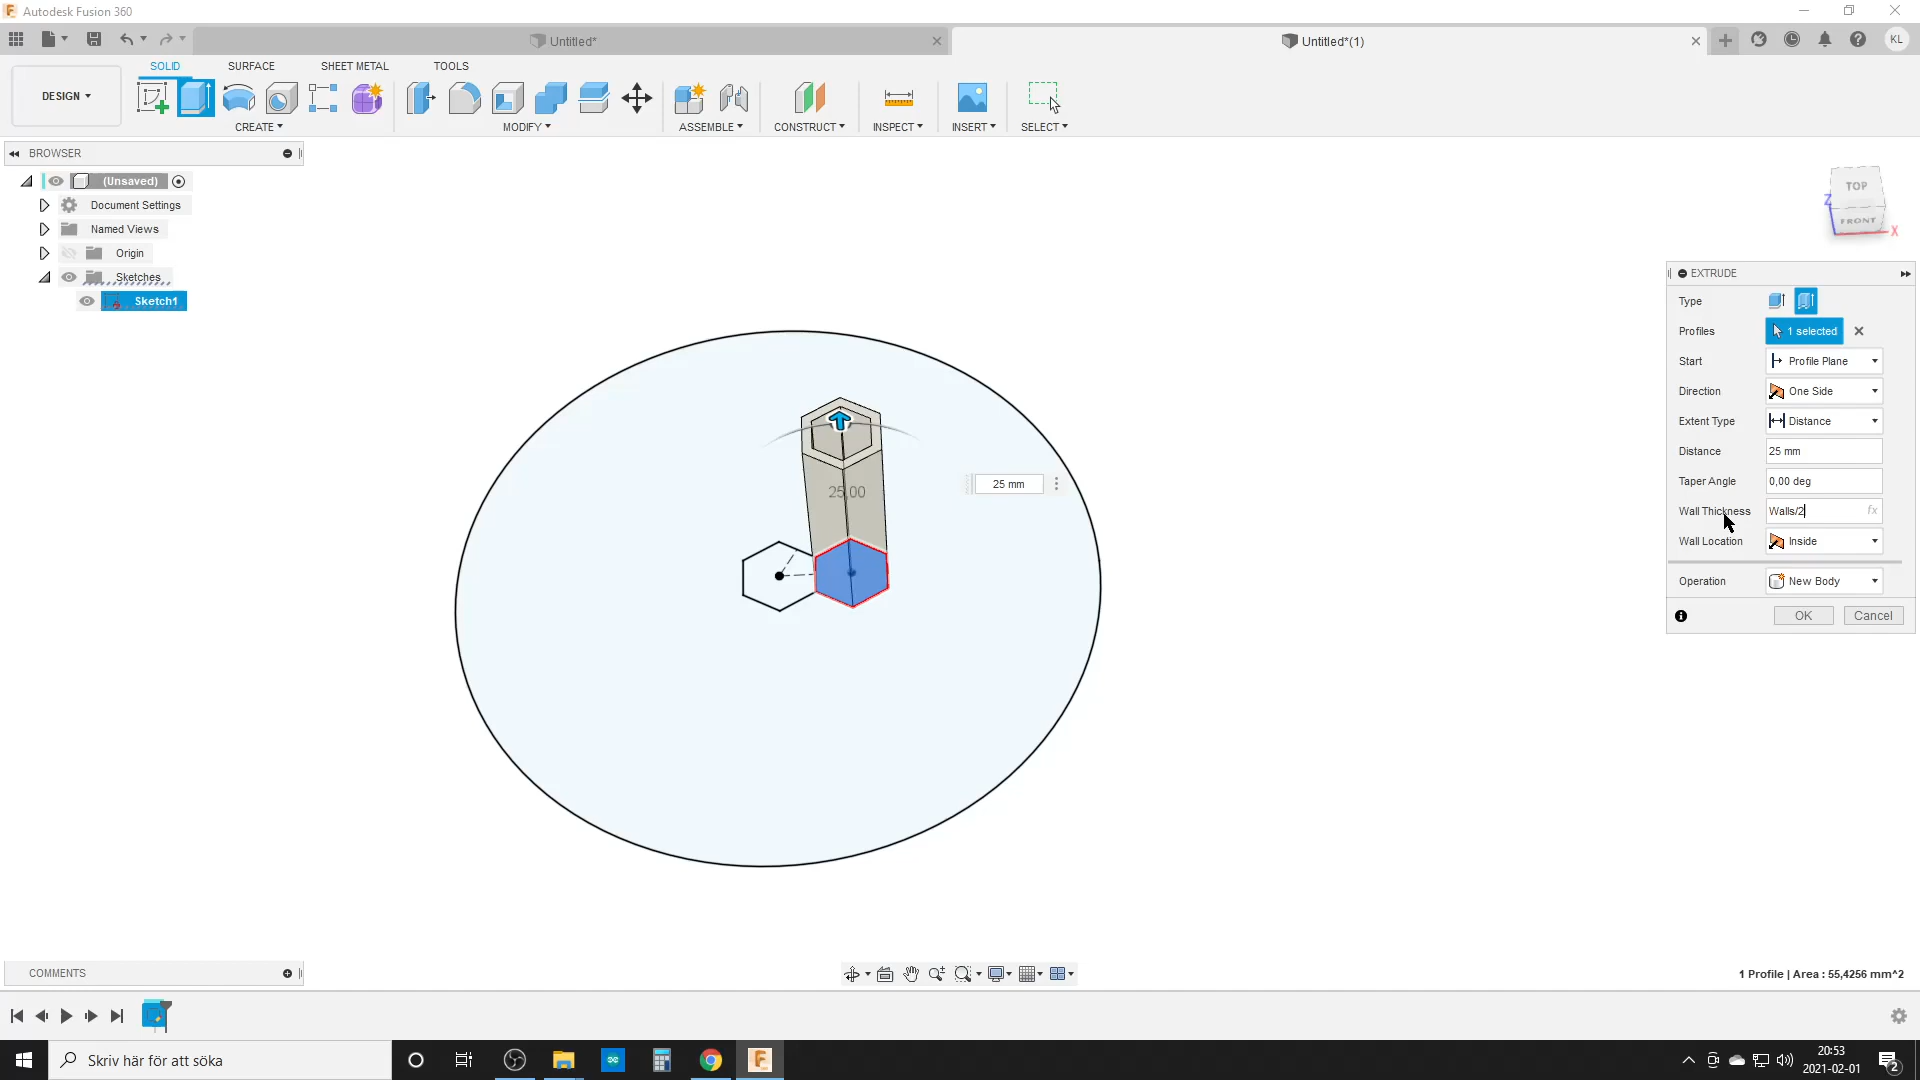 Autodesk Fusion 360
Untitled*
Untitled*(1)
KL
DESIGN
SOLID
SURFACE
SHEET METAL
TOOLS
CREATE
MODIFY
ASSEMBLE
CONSTRUCT
INSPECT
INSERT
SELECT
BROWSER
(Unsaved)
Document Settings
Named Views
Origin
Sketches
Sketch1
TOP
FRONT
Z
X
25,00
25 mm
EXTRUDE
Type
Profiles 1 selected
Start Profile Plane
Direction One Side
Extent Type Distance
Distance 25 mm
Taper Angle 0,00 deg
Wall Thickness Walls/2 fx
Wall Location Inside
Operation New Body
OK Cancel
COMMENTS
1 Profile | Area : 55,4256 mm^2
Skriv här för att söka
20:53
2021-02-01
2